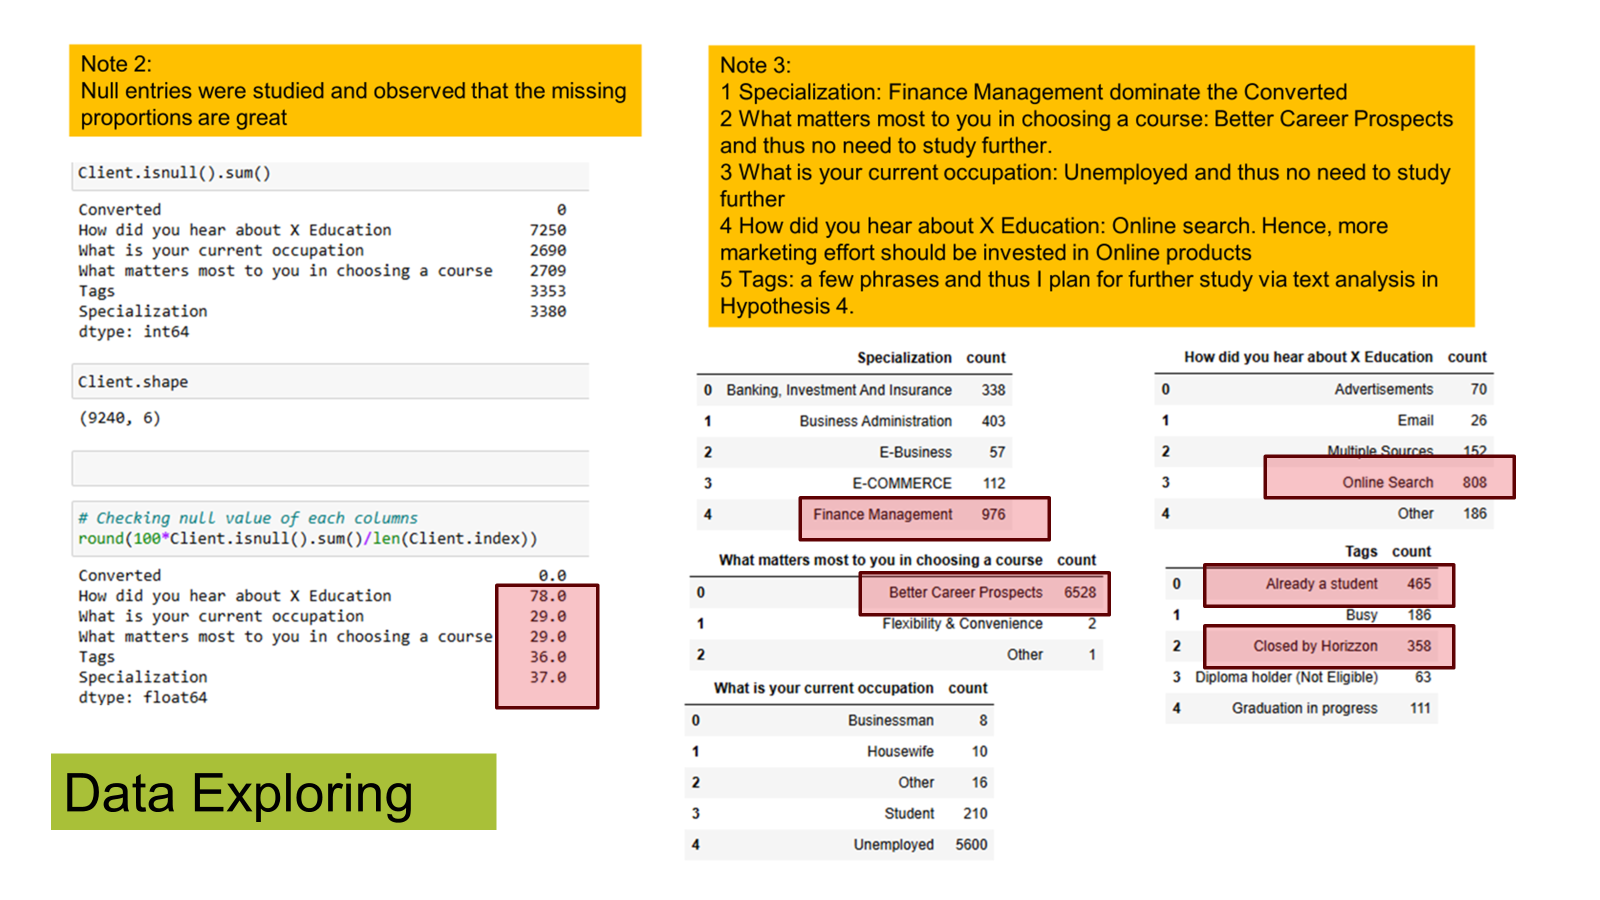 Note 2:
Null entries were studied and observed that the missing
proportions are great
Client.isnull().sum()
Converted 0
How did you hear about X Education 7250
What is your current occupation 2690
What matters most to you in choosing a course 2709
Tags 3353
Specialization 3380
dtype: int64
Client.shape
(9240, 6)
# Checking null value of each columns
round(100*Client.isnull().sum()/len(Client.index))
Converted 0.0
How did you hear about X Education 78.0
What is your current occupation 29.0
What matters most to you in choosing a course 29.0
Tags 36.0
Specialization 37.0
dtype: float64
Data Exploring
Note 3:
1 Specialization: Finance Management dominate the Converted
2 What matters most to you in choosing a course: Better Career Prospects
and thus no need to study further.
3 What is your current occupation: Unemployed and thus no need to study
further
4 How did you hear about X Education: Online search. Hence, more
marketing effort should be invested in Online products
5 Tags: a few phrases and thus I plan for further study via text analysis in
Hypothesis 4.
Specialization count
0 Banking, Investment And Insurance 338
1 Business Administration 403
2 E-Business 57
3 E-COMMERCE 112
4 Finance Management 976
What matters most to you in choosing a course count
0 Better Career Prospects 6528
1 Flexibility & Convenience 2
2 Other 1
What is your current occupation count
0 Businessman 8
1 Housewife 10
2 Other 16
3 Student 210
4 Unemployed 5600
How did you hear about X Education count
0 Advertisements 70
1 Email 26
2 Multiple Sources 152
3 Online Search 808
4 Other 186
Tags count
0 Already a student 465
1 Busy 186
2 Closed by Horizzon 358
3 Diploma holder (Not Eligible) 63
4 Graduation in progress 111